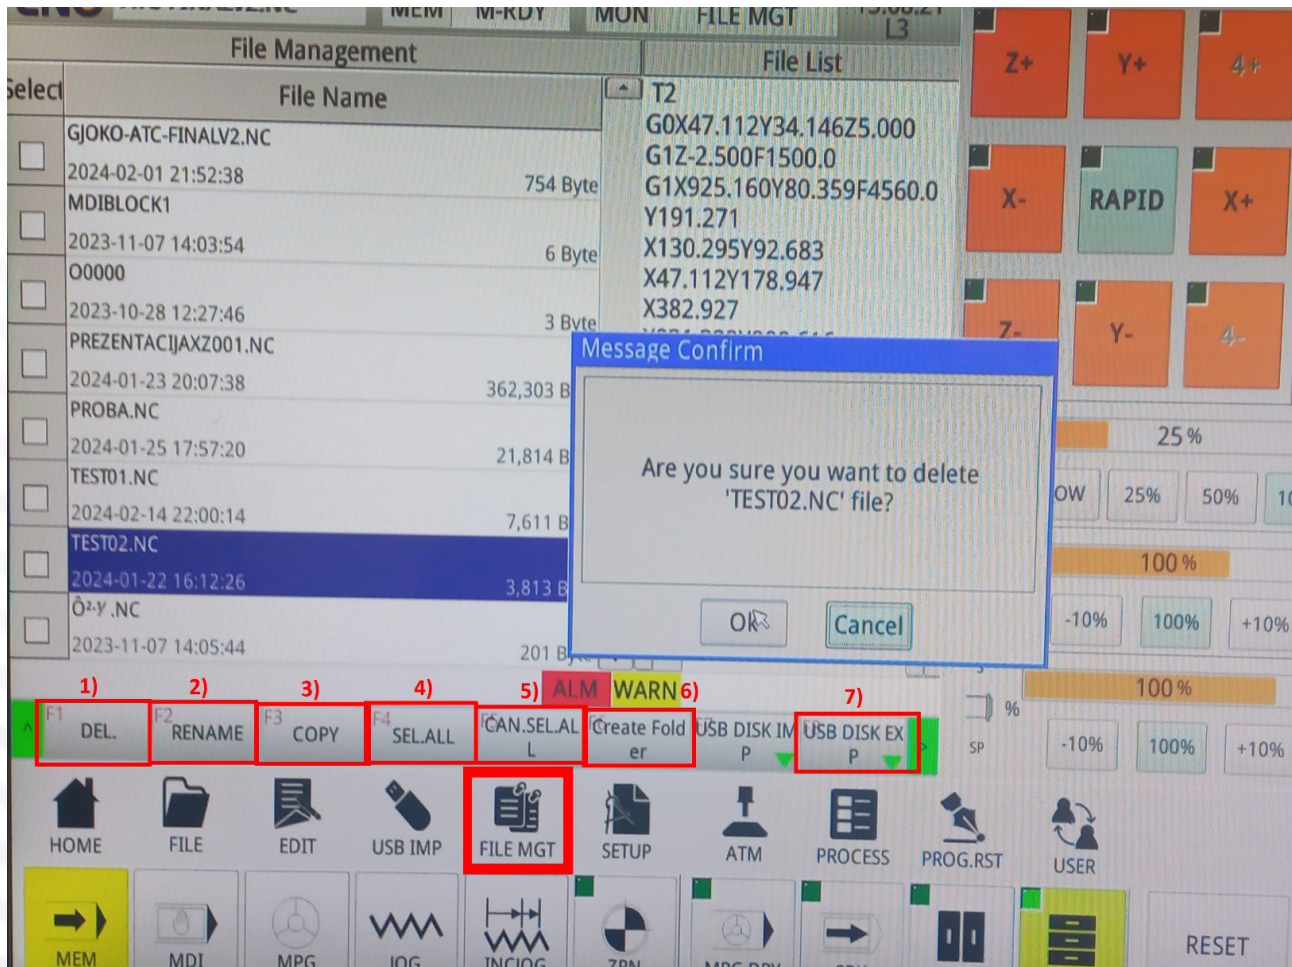 MEM M-RDY MON FILE MGT
L3
File Management
File List
Select
File Name
GJOKO-ATC-FINALV2.NC
2024-02-01 21:52:38
754 Byte
MDIBLOCK1
2023-11-07 14:03:54
6 Byte
O0000
2023-10-28 12:27:46
3 Byte
PREZENTACIJAXZ001.NC
2024-01-23 20:07:38
362,303 B
PROBA.NC
2024-01-25 17:57:20
21,814 B
TEST01.NC
2024-02-14 22:00:14
7,611 B
TEST02.NC
2024-01-22 16:12:26
3,813 B
.NC
2023-11-07 14:05:44
201 B
T2
G0X47.112Y34.146Z5.000
G1Z-2.500F1500.0
G1X925.160Y80.359F4560.0
Y191.271
X130.295Y92.683
X47.112Y178.947
X382.927
Message Confirm
Are you sure you want to delete
'TEST02.NC' file?
OK
Cancel
Z+
Y+
4+
X-
RAPID
X+
Z-
Y-
4-
25 %
OW
25%
50%
10
100 %
-10%
100%
+10%
100 %
%
SP
-10%
100%
+10%
ALM
WARN
1)
2)
3)
4)
5)
6)
7)
F1
DEL.
F2
RENAME
F3
COPY
F4
SEL.ALL
CAN.SEL.AL
L
Create Fold
er
USB DISK IM
P
USB DISK EX
P
HOME
FILE
EDIT
USB IMP
FILE MGT
SETUP
ATM
PROCESS
PROG.RST
USER
MEM
MDI
MPG
JOG
INCJOG
ZRN
RESET